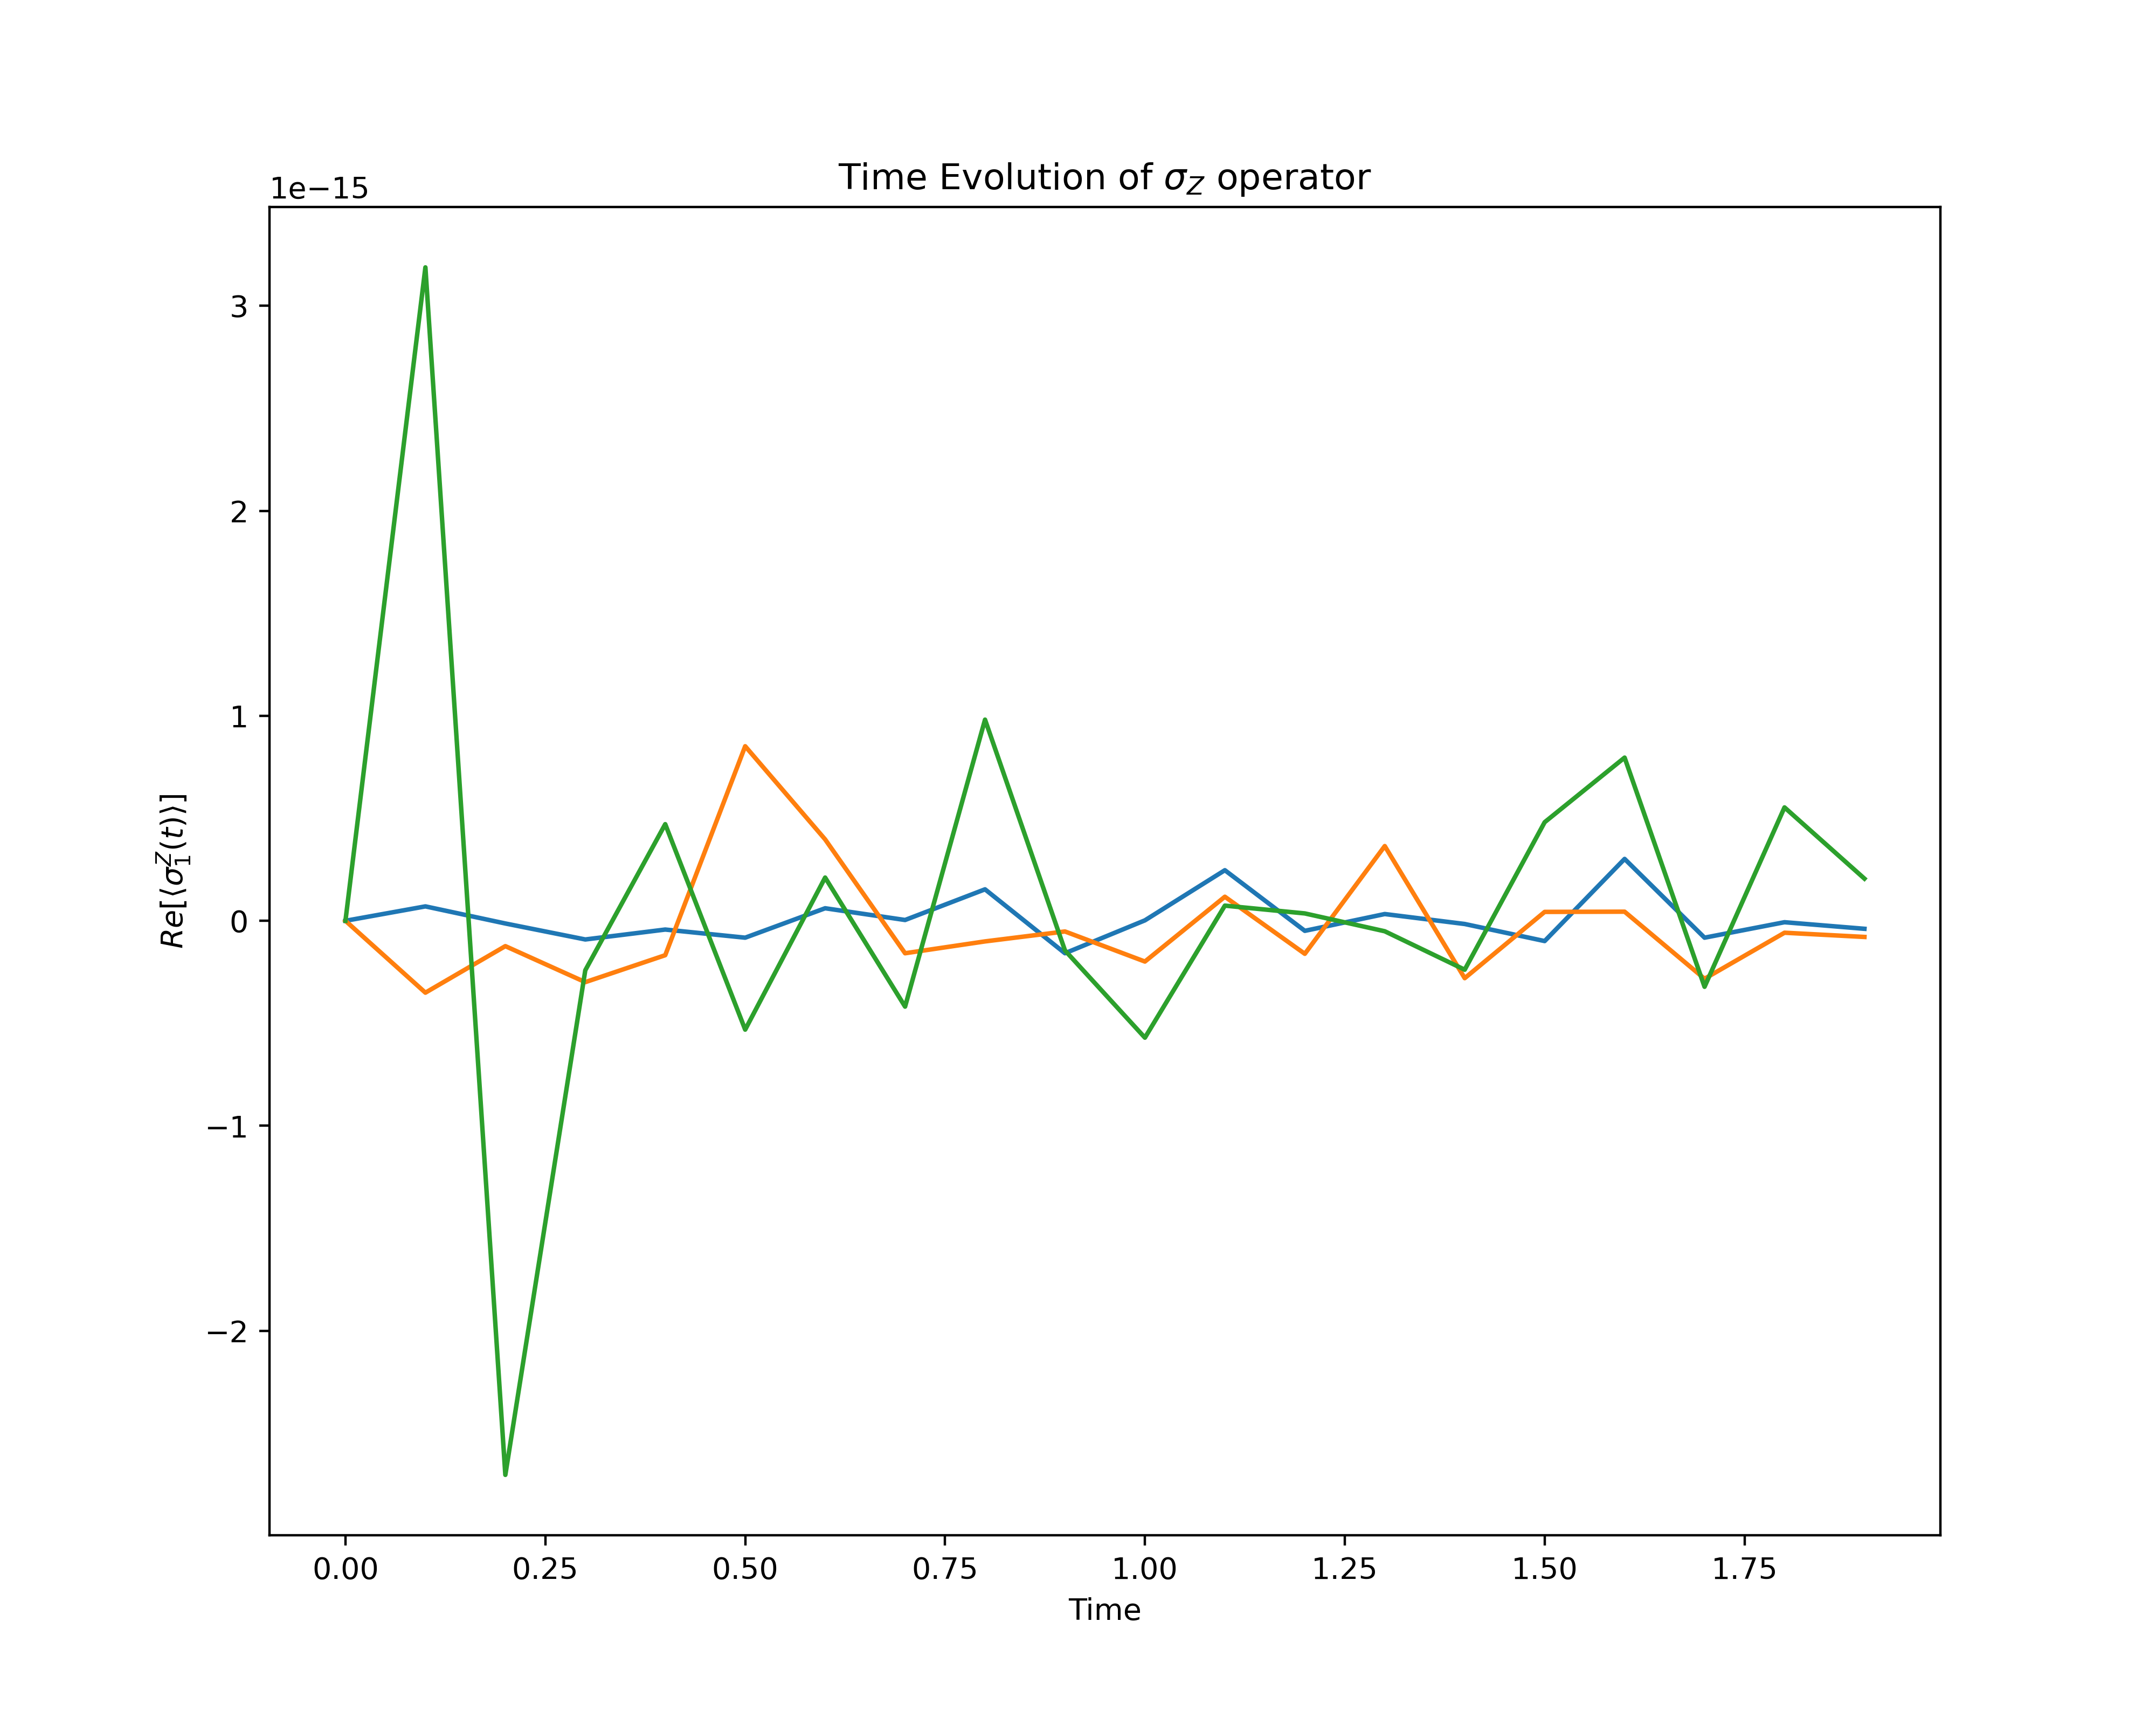 Time Evolution of σ_Z operator
1e−15
Re[⟨σ₁ᶻ(t)⟩]
3
2
1
0
−1
−2
0.00 0.25 0.50 0.75 1.00 1.25 1.50 1.75
Time